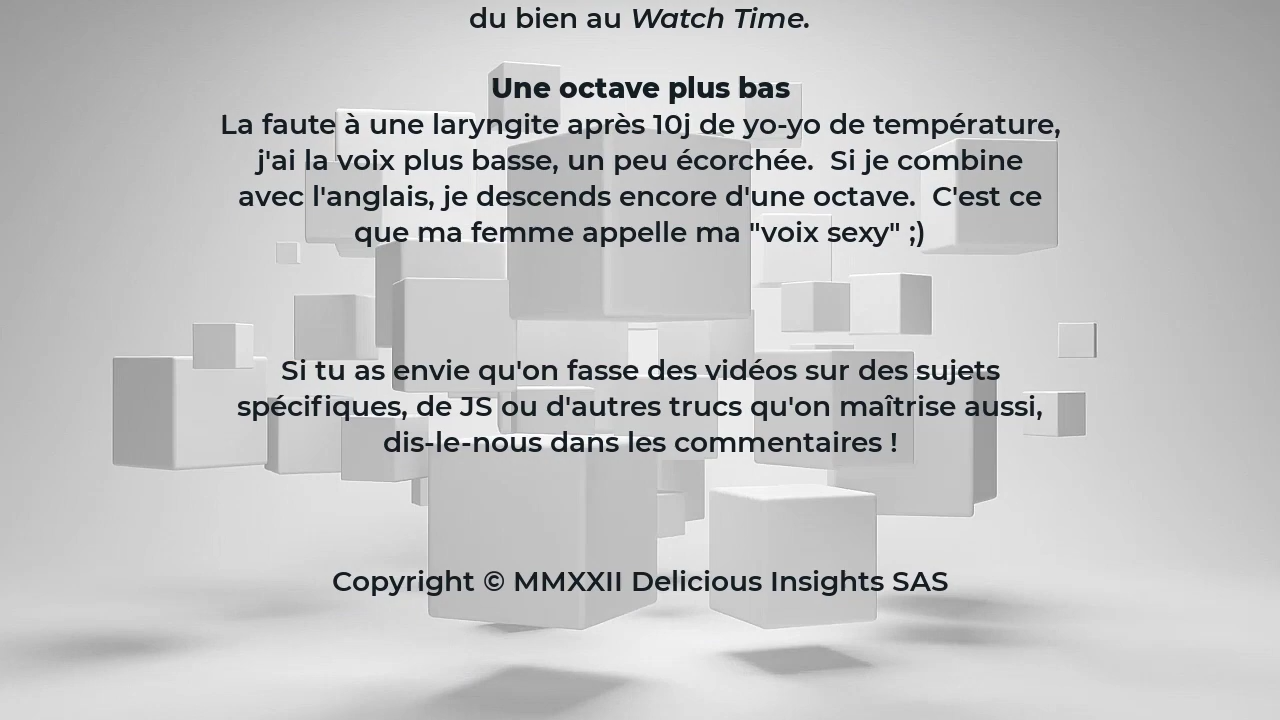 du bien au Watch Time.
Une octave plus bas
La faute à une laryngite après 10j de yo-yo de température,
j'ai la voix plus basse, un peu écorchée.  Si je combine
avec l'anglais, je descends encore d'une octave.  C'est ce
que ma femme appelle ma "voix sexy" ;)
Si tu as envie qu'on fasse des vidéos sur des sujets
spécifiques, de JS ou d'autres trucs qu'on maîtrise aussi,
dis-le-nous dans les commentaires !
Copyright © MMXXII Delicious Insights SAS